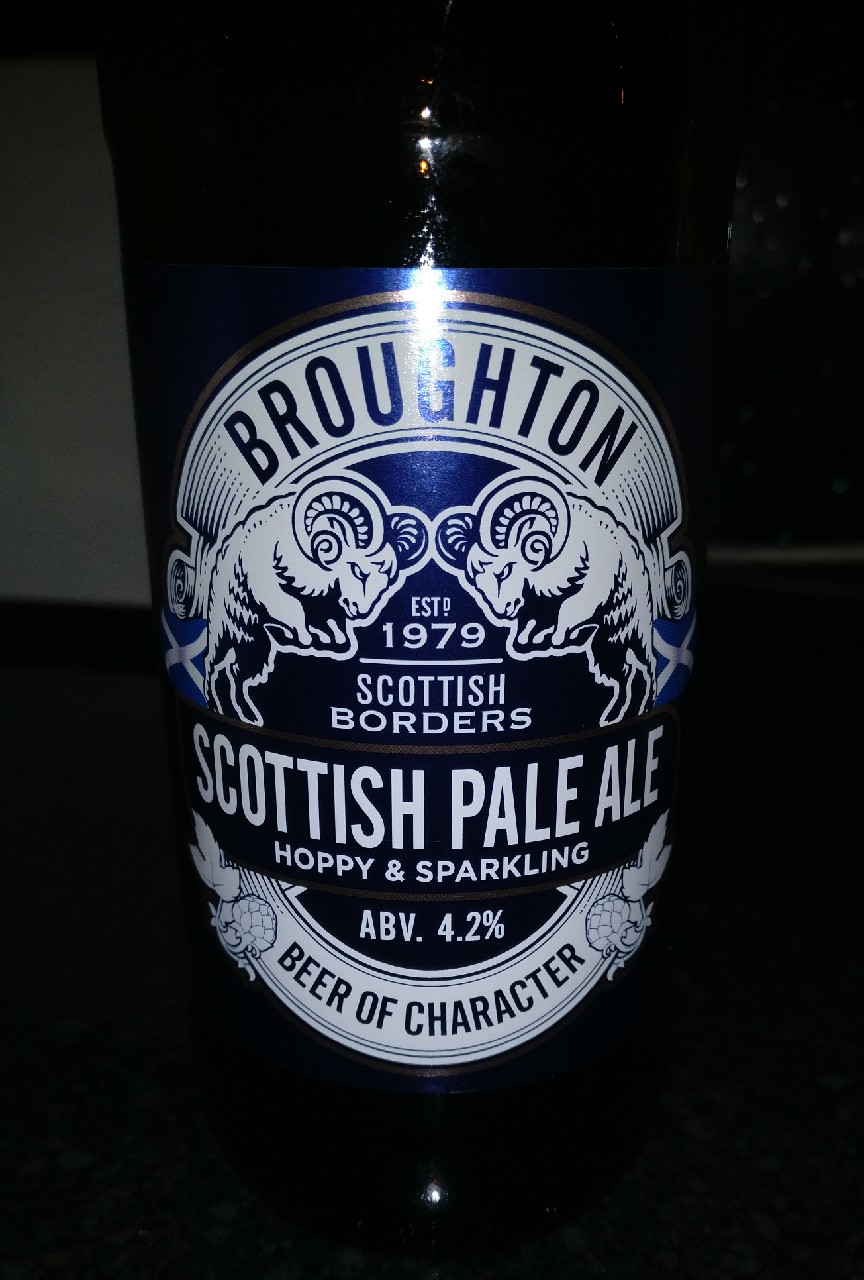 BROUGHTON
ESTD
1979
SCOTTISH
BORDERS
SCOTTISH PALE ALE
HOPPY & SPARKLING
ABV. 4.2%
BEER OF CHARACTER